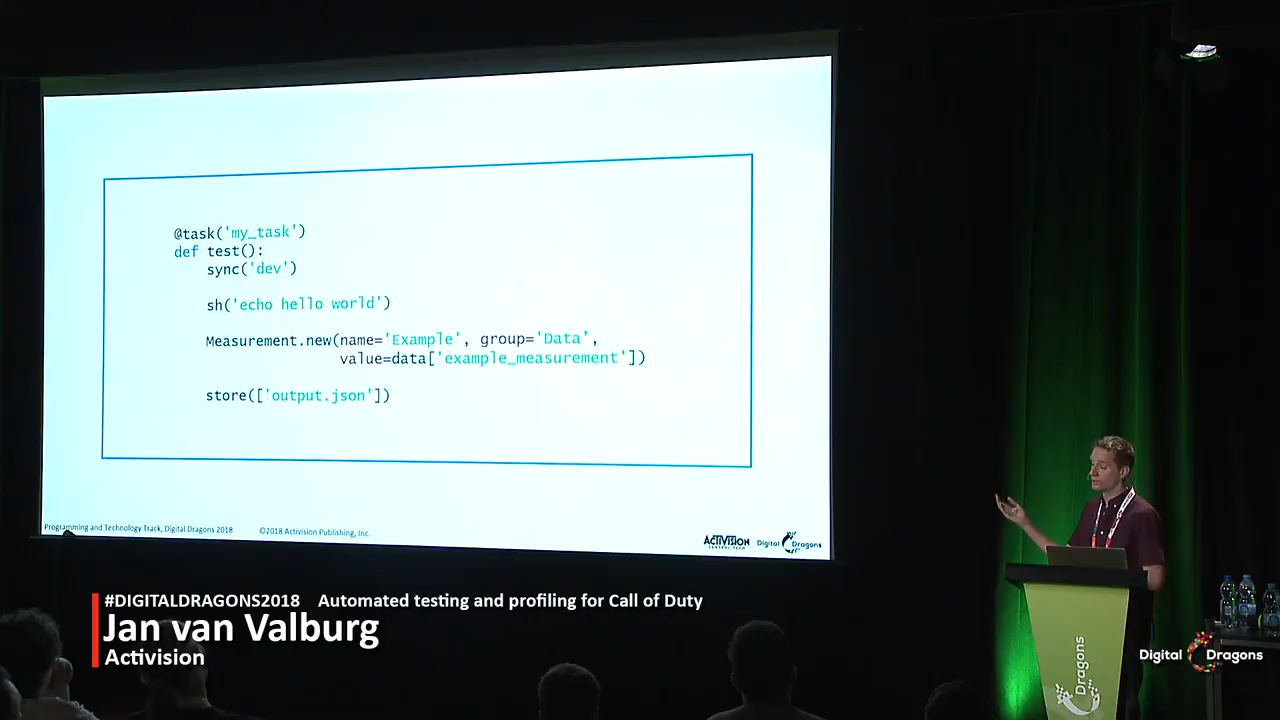 @task('my_task')
def test():
    sync('dev')
    sh('echo hello world')
    Measurement.new(name='Example', group='Data',
                    value=data['example_measurement'])
    store(['output.json'])
Programming and Technology Track, Digital Dragons 2018 ©2018 Activision Publishing, Inc.
ACTIVISION
CENTRAL TECH
Digital Dragons
#DIGITALDRAGONS2018 Automated testing and profiling for Call of Duty
Jan van Valburg
Activision
Dragons
Digital Dragons